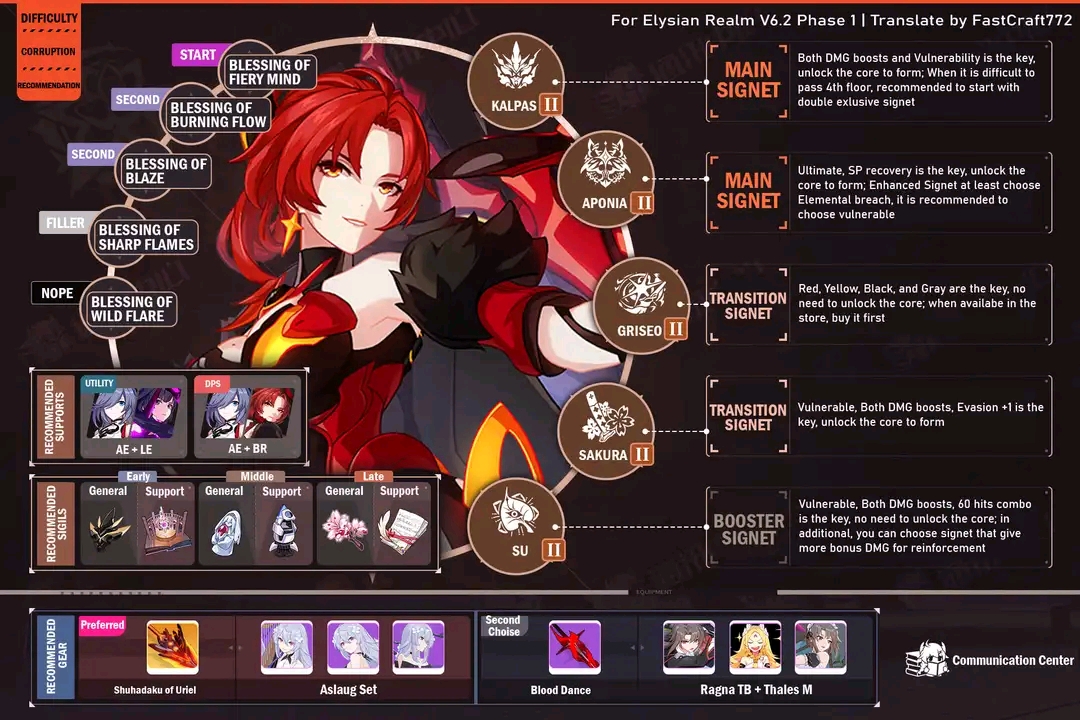 DIFFICULTY
CORRUPTION
RECOMMENDATION
For Elysian Realm V6.2 Phase 1 | Translate by FastCraft772
START
BLESSING OF
FIERY MIND
SECOND
BLESSING OF
BURNING FLOW
SECOND
BLESSING OF
BLAZE
FILLER
BLESSING OF
SHARP FLAMES
NOPE
BLESSING OF
WILD FLARE
KALPAS II
MAIN
SIGNET
Both DMG boosts and Vulnerability is the key,
unlock the core to form; When it is difficult to
pass 4th floor, recommended to start with
double exlusive signet
APONIA II
MAIN
SIGNET
Ultimate, SP recovery is the key, unlock the
core to form; Enhanced Signet at least choose
Elemental breach, it is recommended to
choose vulnerable
GRISEO II
TRANSITION
SIGNET
Red, Yellow, Black, and Gray are the key, no
need to unlock the core; when availabe in the
store, buy it first
SAKURA II
TRANSITION
SIGNET
Vulnerable, Both DMG boosts, Evasion +1 is the
key, unlock the core to form
SU II
BOOSTER
SIGNET
Vulnerable, Both DMG boosts, 60 hits combo
is the key, no need to unlock the core; in
additional, you can choose signet that give
more bonus DMG for reinforcement
RECOMMENDED
SUPPORTS
UTILITY
AE + LE
DPS
AE + BR
RECOMMENDED
SIGILS
Early
General
Support
Middle
General
Support
Late
General
Support
EQUIPMENT
RECOMMENDED
GEAR
Preferred
Shuhadaku of Uriel
Aslaug Set
Second
Choise
Blood Dance
Ragna TB + Thales M
Communication Center